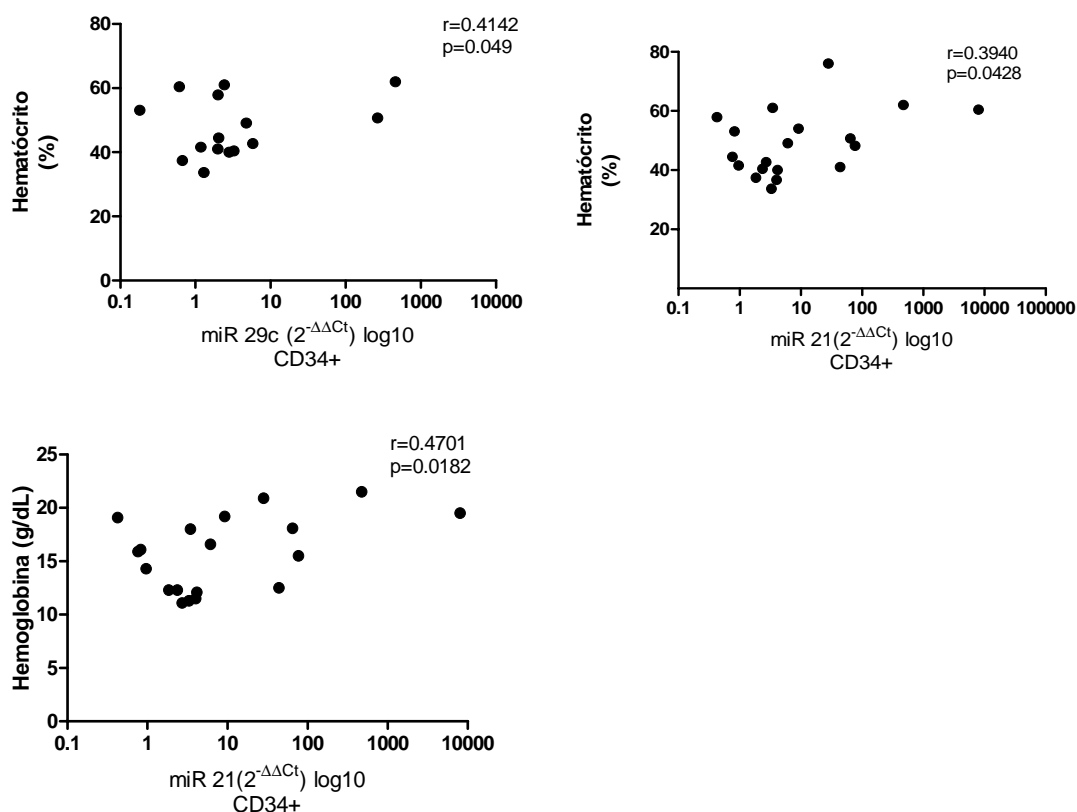 r=0.4142
p=0.049
80
60
40
20
0
Hematócrito
(%)
0.1 1 10 100 1000 10000
miR 29c (2-ΔΔCt) log10
CD34+
r=0.3940
p=0.0428
80
60
40
20
Hematócrito
(%)
0.1 1 10 100 1000 10000 100000
miR 21(2-ΔΔCt) log10
CD34+
r=0.4701
p=0.0182
25
20
15
10
5
0
Hemoglobina (g/dL)
0.1 1 10 100 1000 10000
miR 21(2-ΔΔCt) log10
CD34+